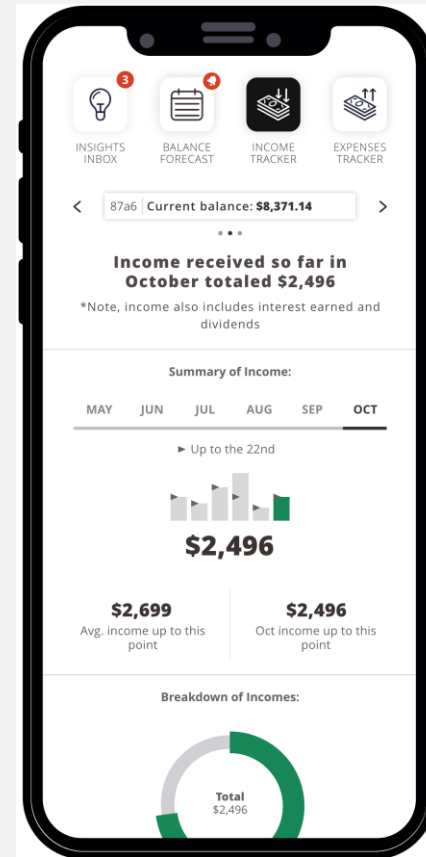 3
INSIGHTS INBOX
BALANCE FORECAST
INCOME TRACKER
EXPENSES TRACKER
87a6 Current balance: $8,371.14
Income received so far in
October totaled $2,496
*Note, income also includes interest earned and
dividends
Summary of Income:
MAY JUN JUL AUG SEP OCT
Up to the 22nd
$2,496
$2,699
Avg. income up to this
point
$2,496
Oct income up to this
point
Breakdown of Incomes:
Total
$2,496